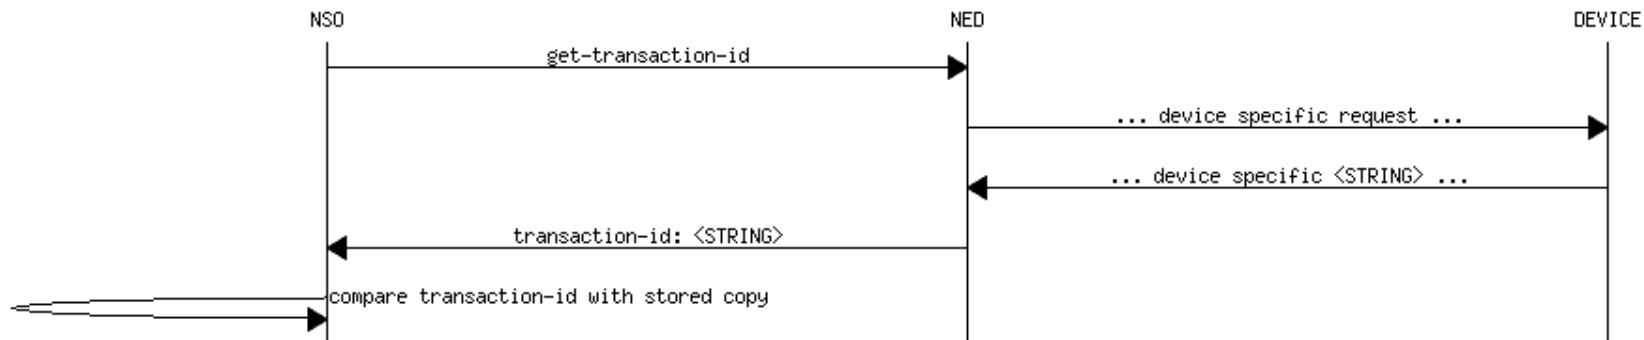 NSO NED DEVICE
get-transaction-id
... device specific request ...
... device specific <STRING> ...
transaction-id: <STRING>
compare transaction-id with stored copy